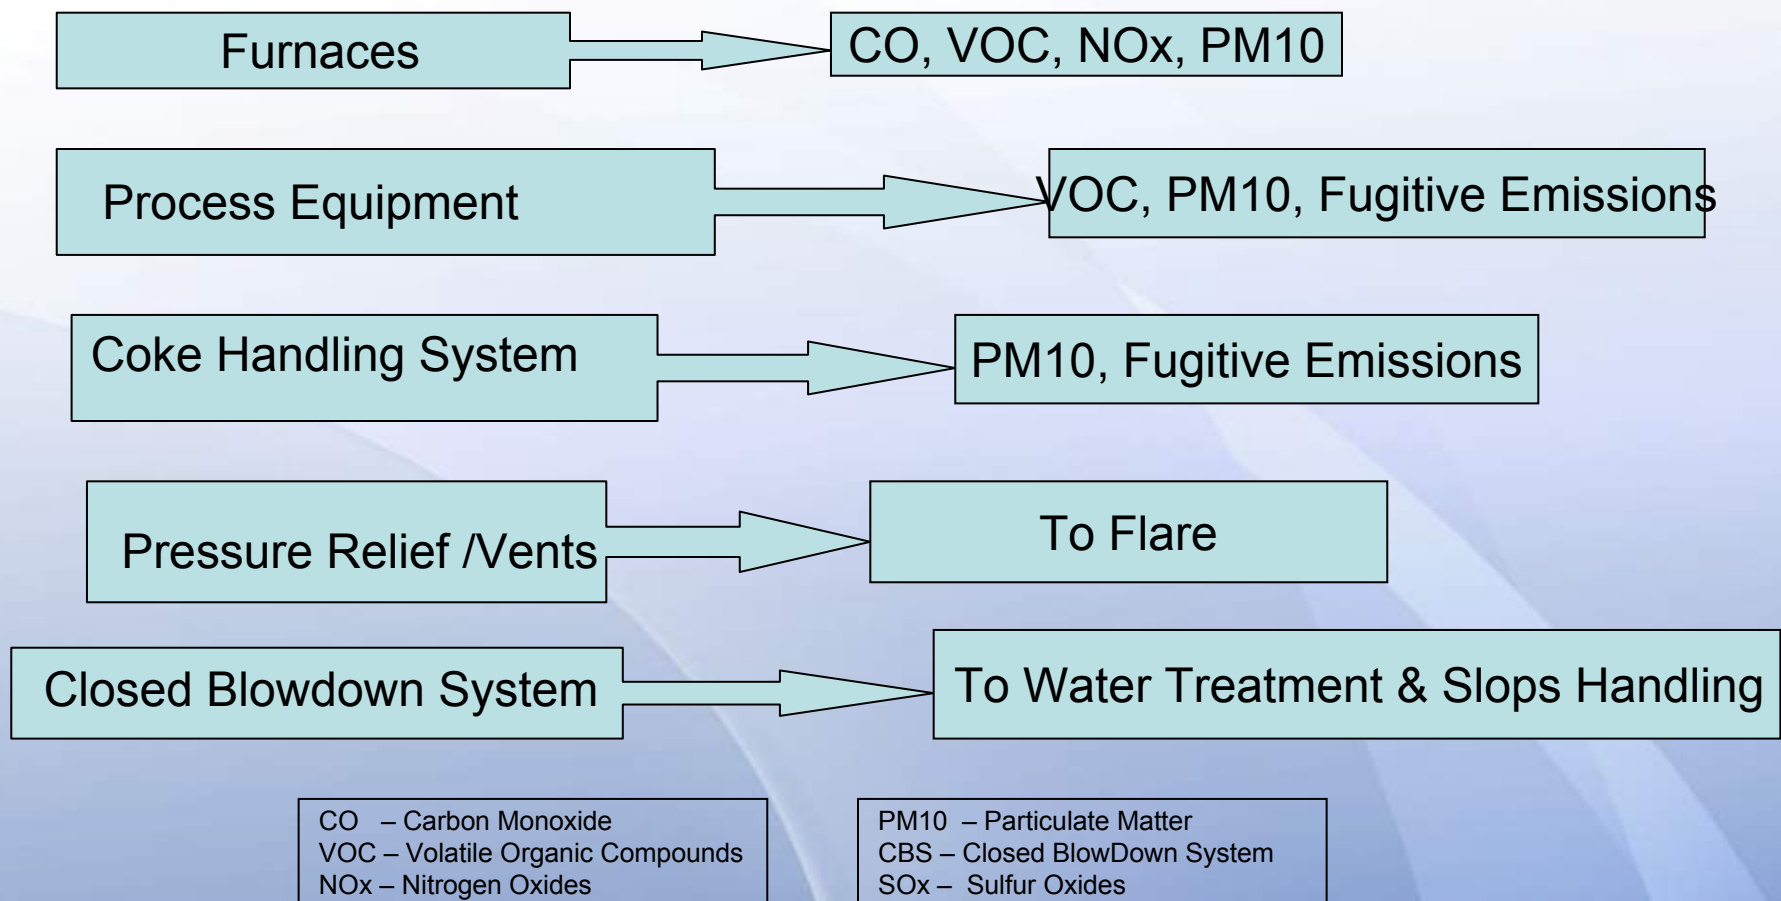 Furnaces
CO, VOC, NOx, PM10
Process Equipment
VOC, PM10, Fugitive Emissions
Coke Handling System
PM10, Fugitive Emissions
Pressure Relief /Vents
To Flare
Closed Blowdown System
To Water Treatment & Slops Handling
CO – Carbon Monoxide
VOC – Volatile Organic Compounds
NOx – Nitrogen Oxides
PM10 – Particulate Matter
CBS – Closed BlowDown System
SOx – Sulfur Oxides